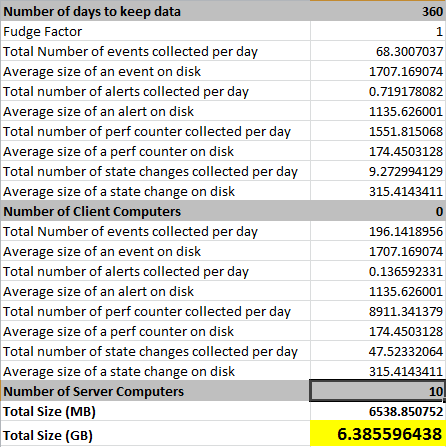 Number of days to keep data 360
Fudge Factor 1
Total Number of events collected per day 68.3007037
Average size of an event on disk 1707.169074
Total number of alerts collected per day 0.719178082
Average size of an alert on disk 1135.626001
Total number of perf counter collected per day 1551.815068
Average size of a perf counter on disk 174.4503128
Total number of state changes collected per day 9.272994129
Average size of a state change on disk 315.4143411
Number of Client Computers 0
Total Number of events collected per day 196.1418956
Average size of an event on disk 1707.169074
Total number of alerts collected per day 0.136592331
Average size of an alert on disk 1135.626001
Total number of perf counter collected per day 8911.341379
Average size of a perf counter on disk 174.4503128
Total number of state changes collected per day 47.52332064
Average size of a state change on disk 315.4143411
Number of Server Computers 10
Total Size (MB) 6538.850752
Total Size (GB) 6.385596438